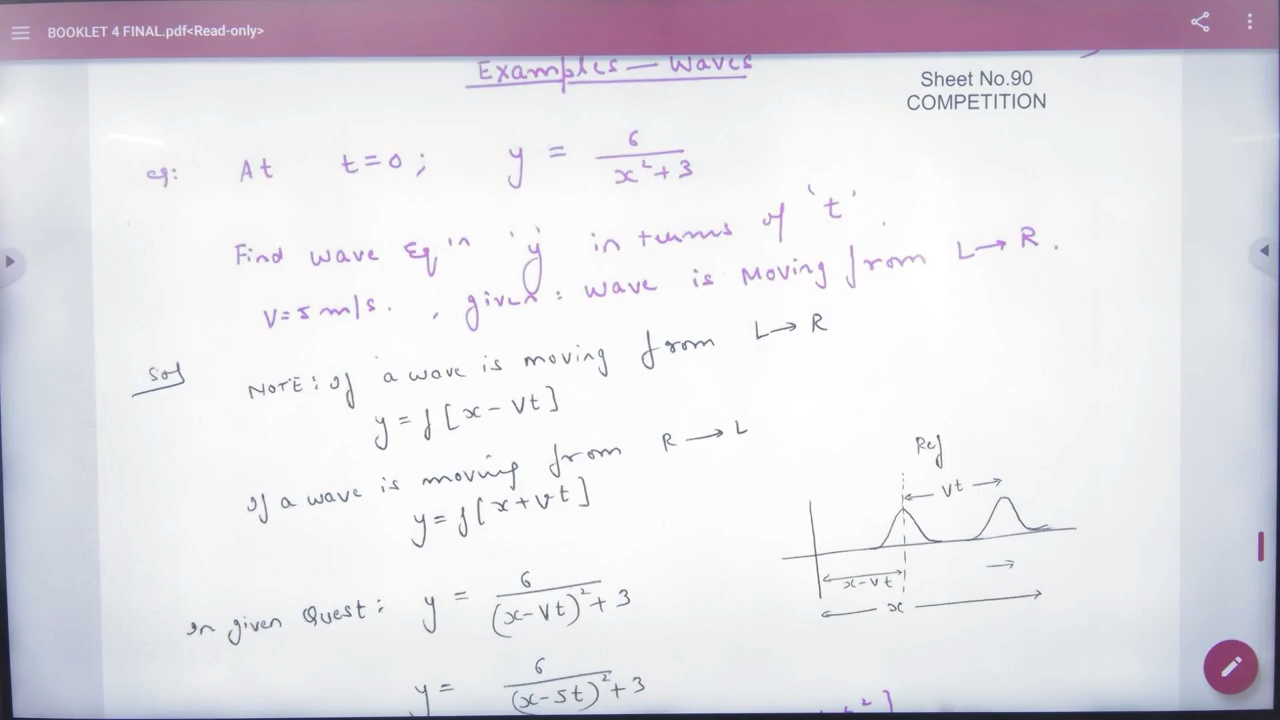 BOOKLET 4 FINAL.pdf<Read-only>
Examples — Waves
Sheet No.90
COMPETITION
eg: At t=0; y = 6/(x²+3)
Find wave Eq'n 'y' in terms of 't'.
V=5m/s. , given: wave is Moving from L→R.
Sol
NOTE: If a wave is moving from L→R
y = f[x-Vt]
If a wave is moving from R→L
y = f[x+vt]
Ref
vt
x-vt
x
In given Quest: y = 6/((x-Vt)²+3)
y = 6/((x-5t)²+3)